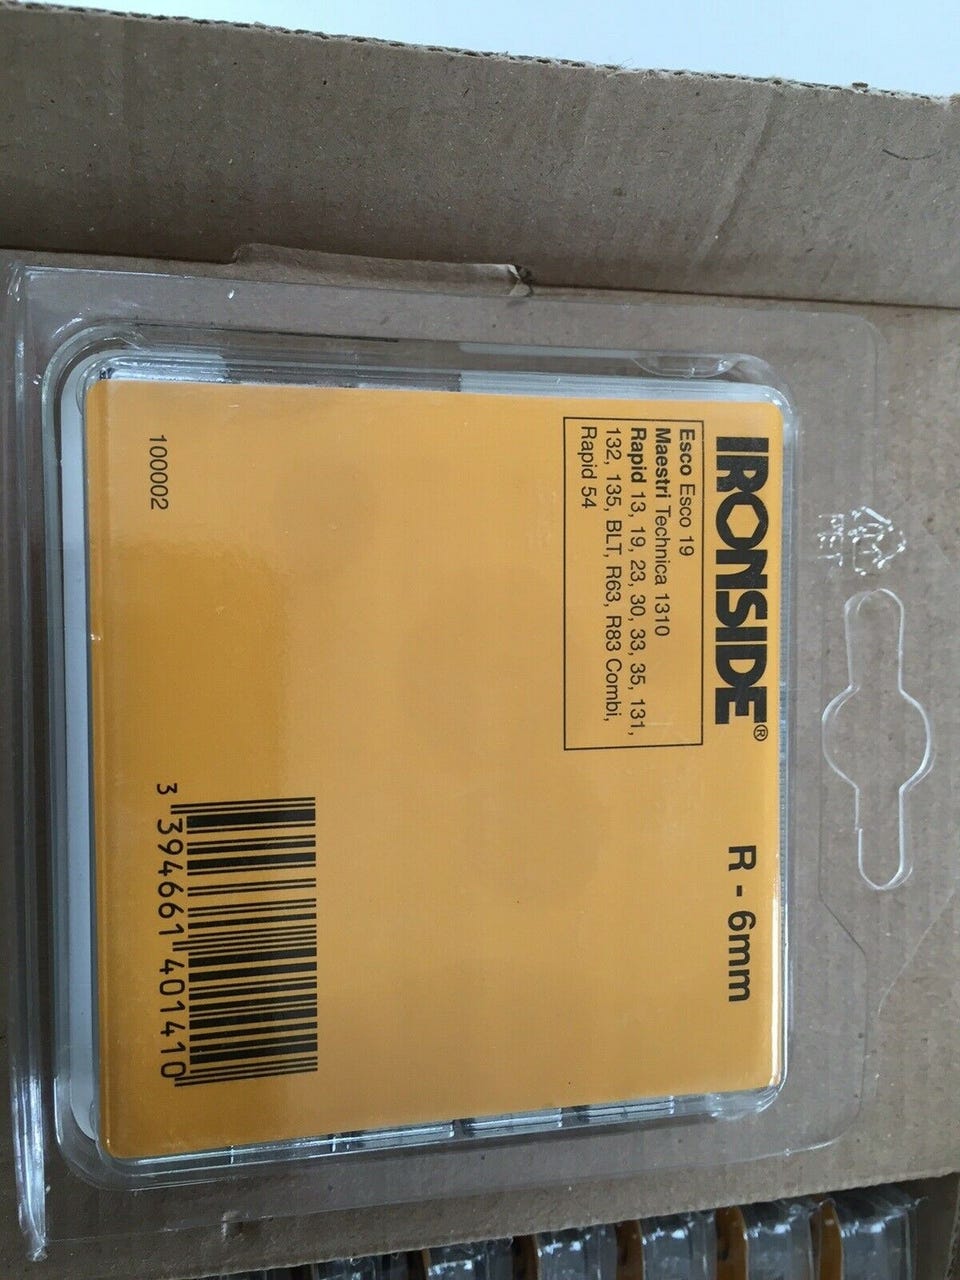 IRONSIDE®
R - 6mm
Esco Esco 19
Maestri Technica 1310
Rapid 13, 19, 23, 30, 33, 35, 131,
132, 135, BLT, R63, R83 Combi,
Rapid 54
3 394661 401410
100002